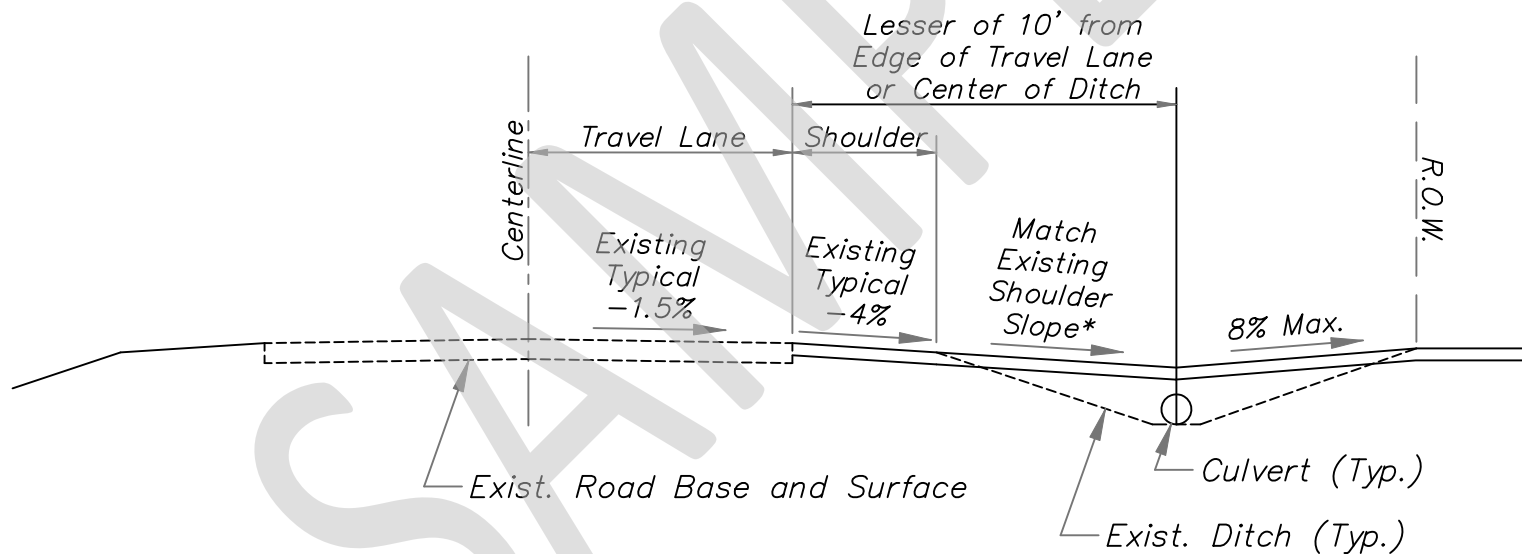 Lesser of 10' from
Edge of Travel Lane
or Center of Ditch
Centerline
Travel Lane
Shoulder
R.O.W.
Existing
Typical
-1.5%
Existing
Typical
-4%
Match
Existing
Shoulder
Slope*
8% Max.
Exist. Road Base and Surface
Culvert (Typ.)
Exist. Ditch (Typ.)
SAMPLE